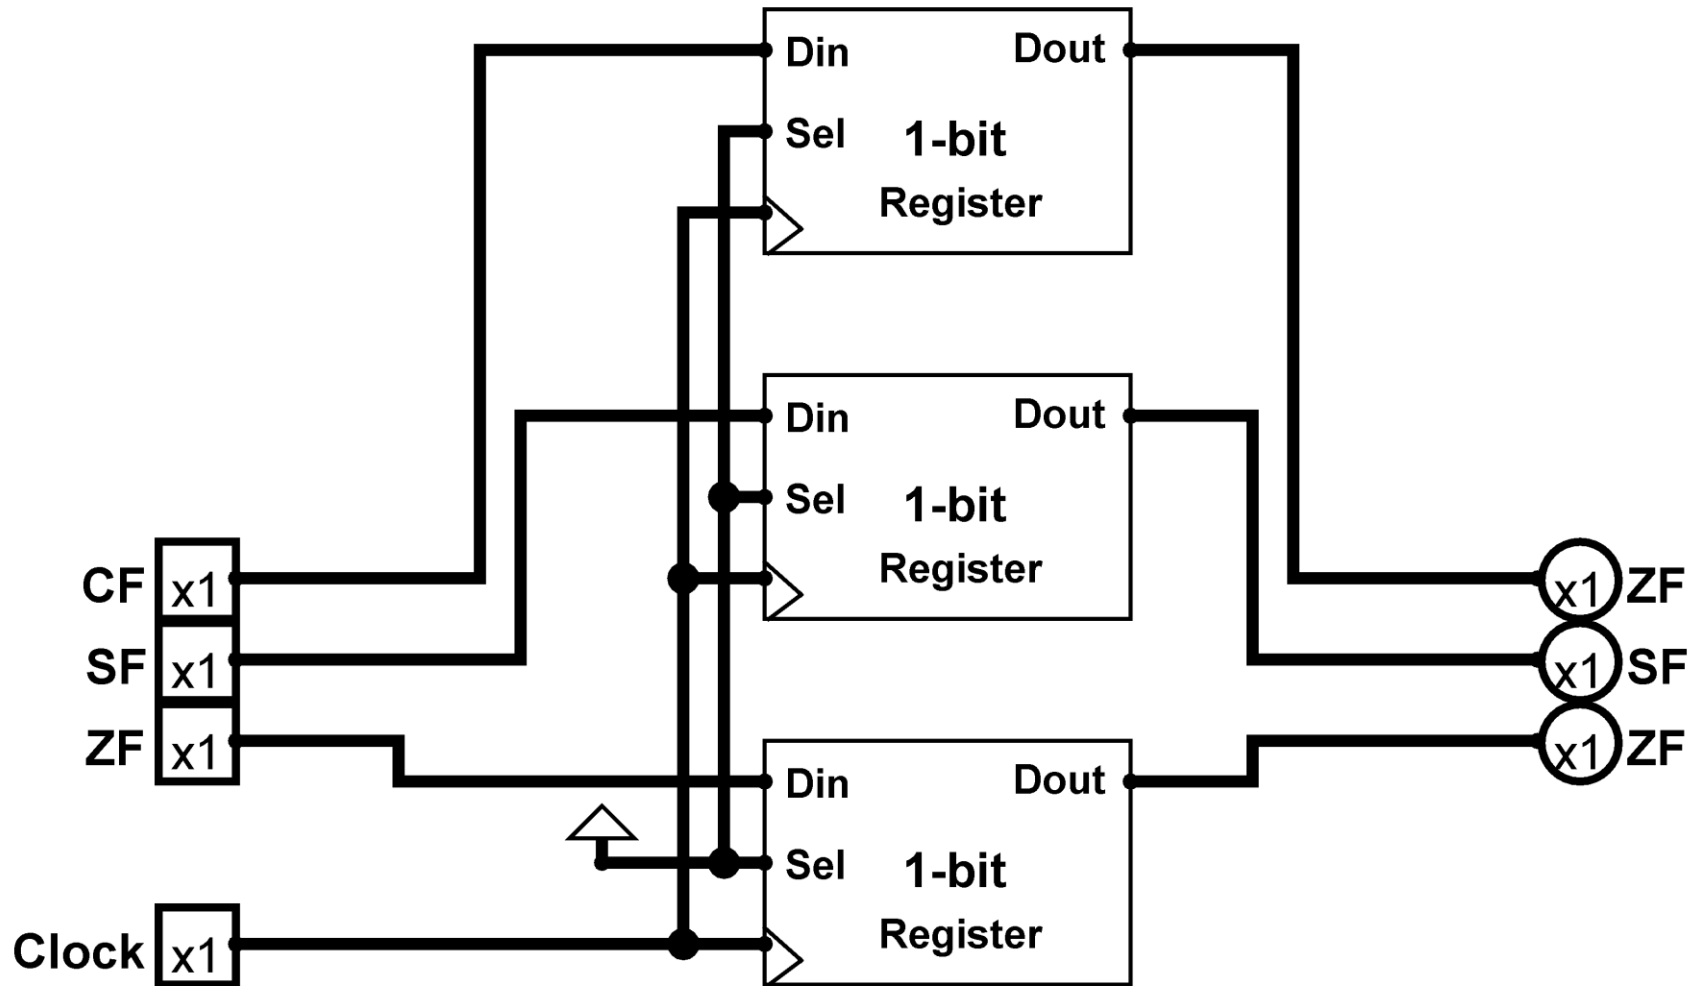 Din Dout
Sel 1-bit
Register
Din Dout
Sel 1-bit
Register
CF x1
x1 ZF
SF x1
x1 SF
ZF x1
x1 ZF
Din Dout
Sel 1-bit
Register
Clock x1